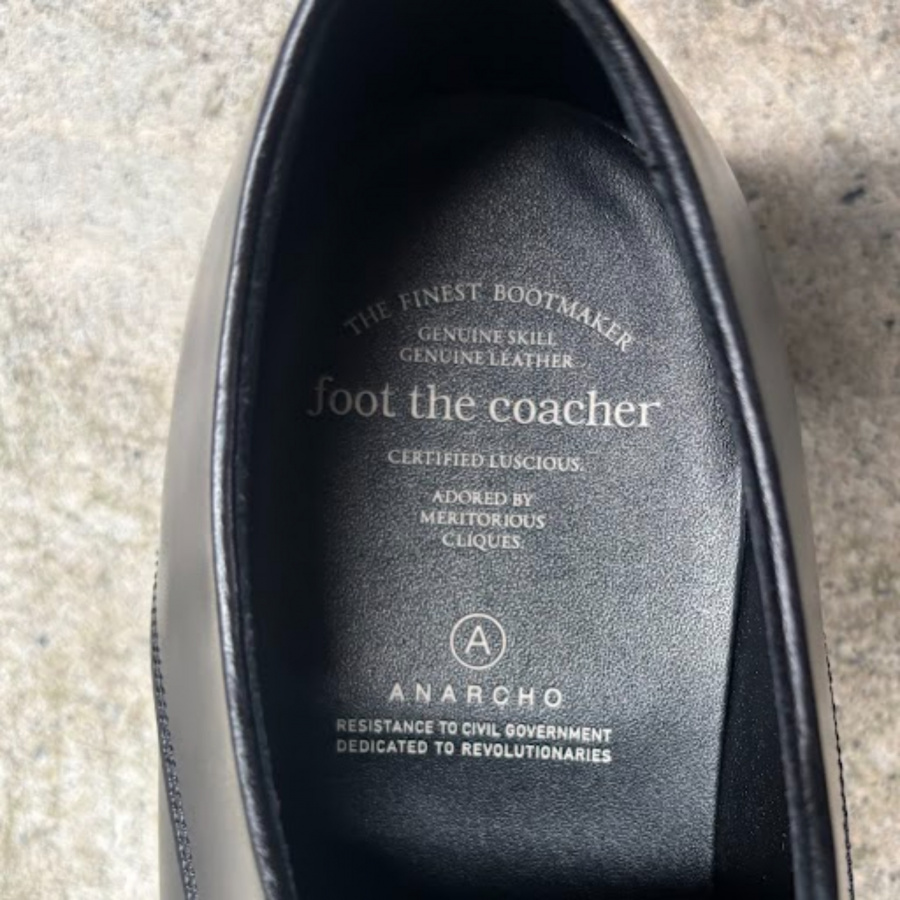 THE FINEST BOOTMAKER
GENUINE SKILL
GENUINE LEATHER
foot the coacher
CERTIFIED LUSCIOUS.
ADORED BY
MERITORIOUS
CLIQUES.
A
ANARCHO
RESISTANCE TO CIVIL GOVERNMENT
DEDICATED TO REVOLUTIONARIES